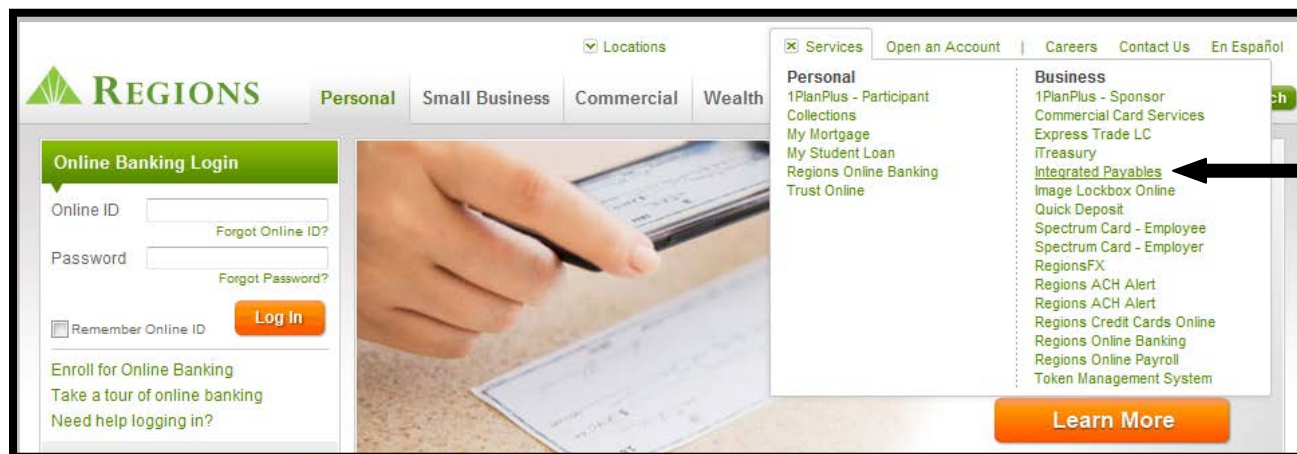 Locations
Services Open an Account | Careers Contact Us En Español
REGIONS
Personal Small Business Commercial Wealth
Personal
1PlanPlus - Participant
Collections
My Mortgage
My Student Loan
Regions Online Banking
Trust Online
Business
1PlanPlus - Sponsor
Commercial Card Services
Express Trade LC
iTreasury
Integrated Payables
Image Lockbox Online
Quick Deposit
Spectrum Card - Employee
Spectrum Card - Employer
RegionsFX
Regions ACH Alert
Regions ACH Alert
Regions Credit Cards Online
Regions Online Banking
Regions Online Payroll
Token Management System
ch
Online Banking Login
Online ID
Forgot Online ID?
Password
Forgot Password?
Remember Online ID
Log In
Enroll for Online Banking
Take a tour of online banking
Need help logging in?
Learn More